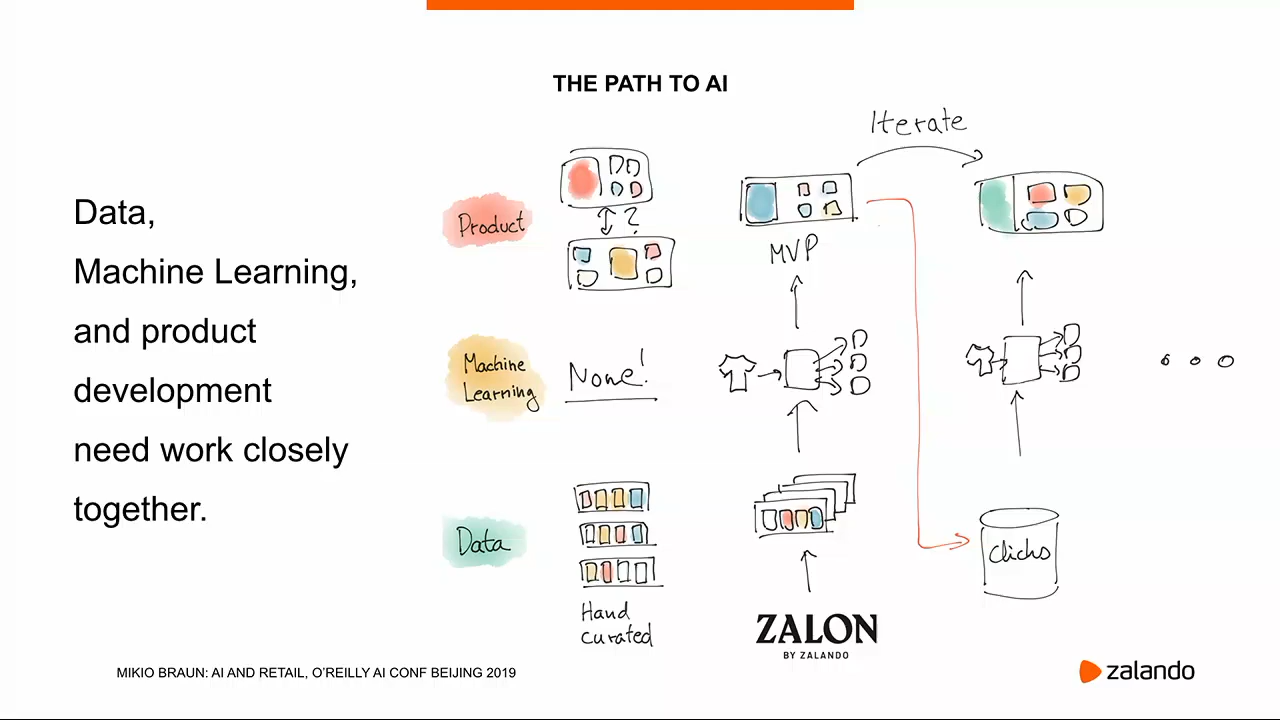 THE PATH TO AI
Data,
Machine Learning,
and product
development
need work closely
together.
Iterate
Product
?
MVP
Machine
Learning
None!
Data
Hand
curated
ZALON
BY ZALANDO
clicks
MIKIO BRAUN: AI AND RETAIL, O'REILLY AI CONF BEIJING 2019
zalando